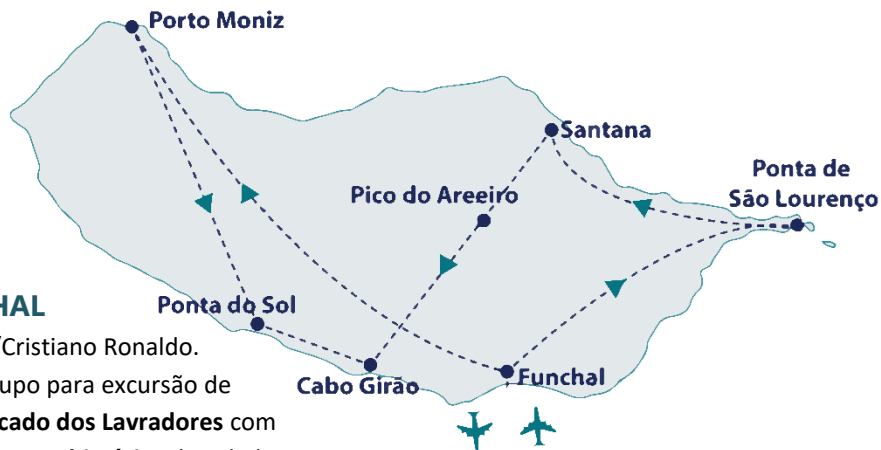 Porto Moniz
Santana
Ponta de
São Lourenço
Pico do Areeiro
Ponta do Sol
Cabo Girão
Funchal
HAL
/Cristiano Ronaldo.
upo para excursão de
cado dos Lavradores com